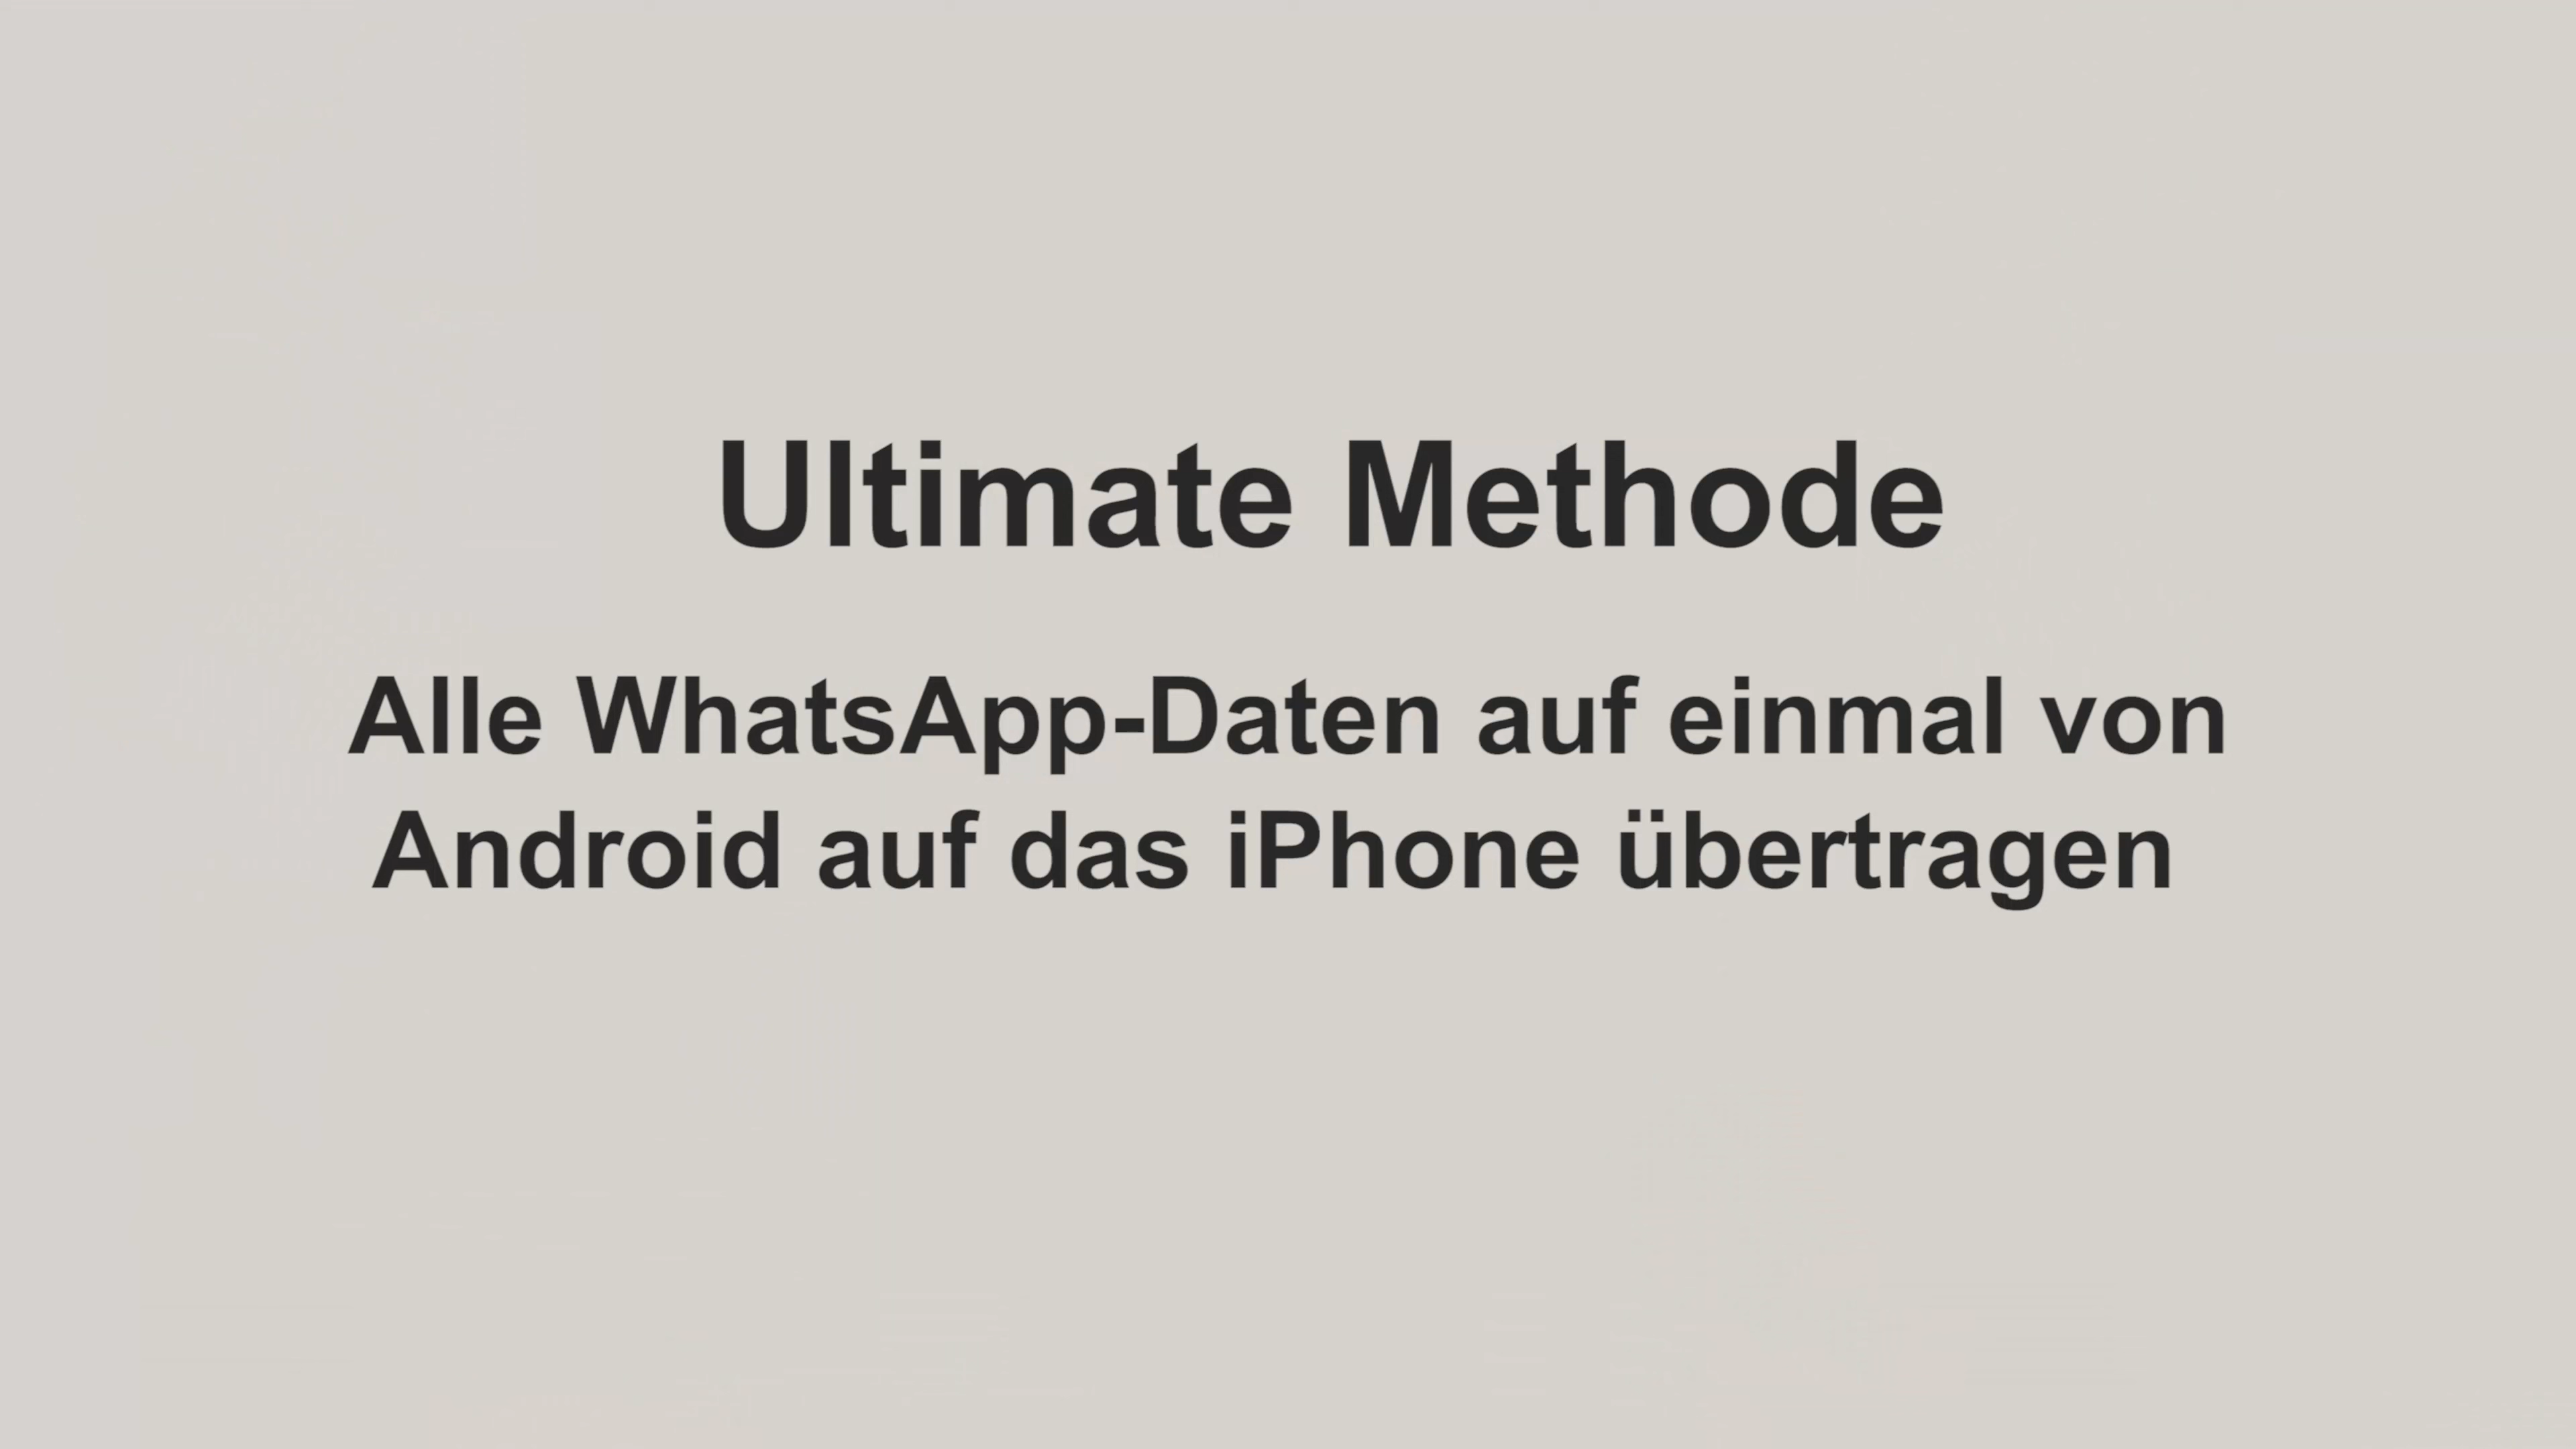 Ultimate Methode
Alle WhatsApp-Daten auf einmal von
Android auf das iPhone übertragen